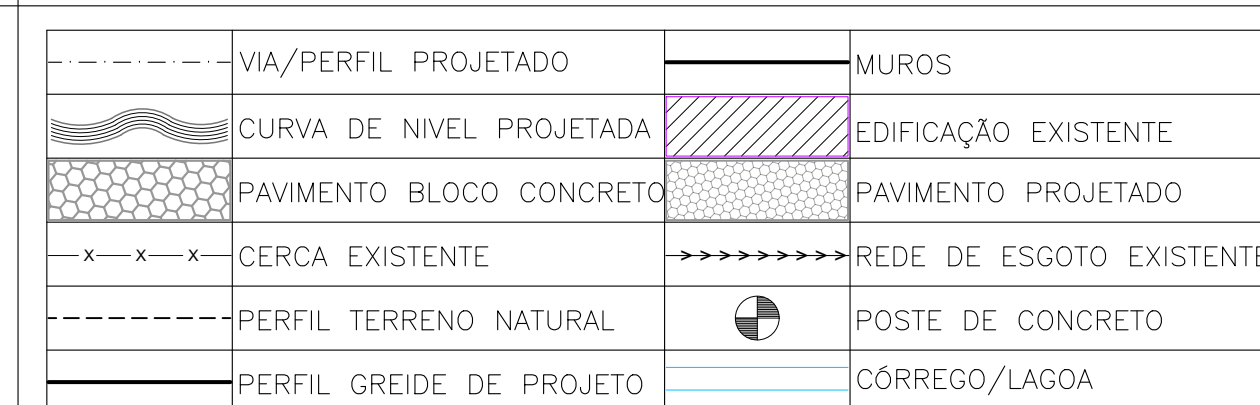 VIA/PERFIL PROJETADO
MUROS
CURVA DE NIVEL PROJETADA
EDIFICAÇÃO EXISTENTE
PAVIMENTO BLOCO CONCRETO
PAVIMENTO PROJETADO
x x x
CERCA EXISTENTE
REDE DE ESGOTO EXISTENTE
PERFIL TERRENO NATURAL
POSTE DE CONCRETO
PERFIL GREIDE DE PROJETO
CÓRREGO/LAGOA